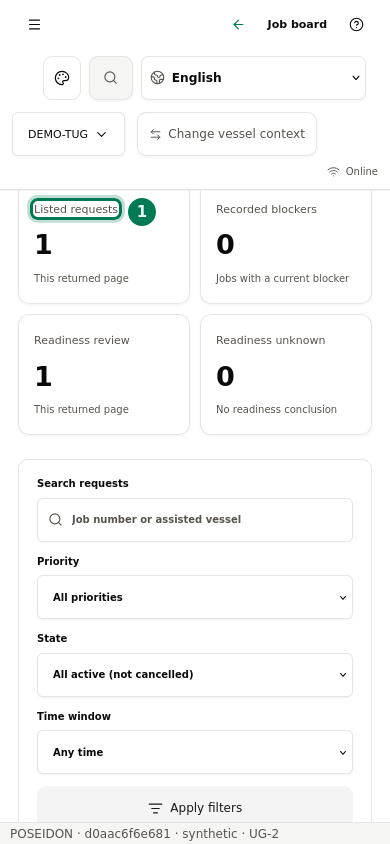 Job board
English
DEMO-TUG
Change vessel context
Online
Listed requests
1
1
This returned page
Recorded blockers
0
Jobs with a current blocker
Readiness review
1
This returned page
Readiness unknown
0
No readiness conclusion
Search requests
Job number or assisted vessel
Priority
All priorities
State
All active (not cancelled)
Time window
Any time
Apply filters
POSEIDON · d0aac6f6e681 · synthetic · UG-2